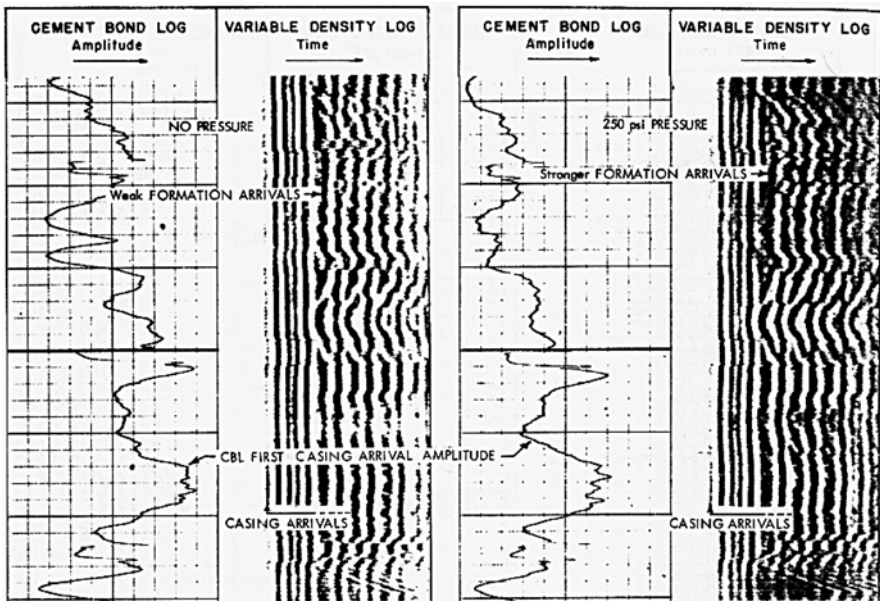 CEMENT BOND LOG
Amplitude
VARIABLE DENSITY LOG
Time
NO PRESSURE
Weak FORMATION ARRIVALS
CBL FIRST CASING ARRIVAL AMPLITUDE
CASING ARRIVALS
CEMENT BOND LOG
Amplitude
VARIABLE DENSITY LOG
Time
250 psi PRESSURE
Stronger FORMATION ARRIVALS
CASING ARRIVALS